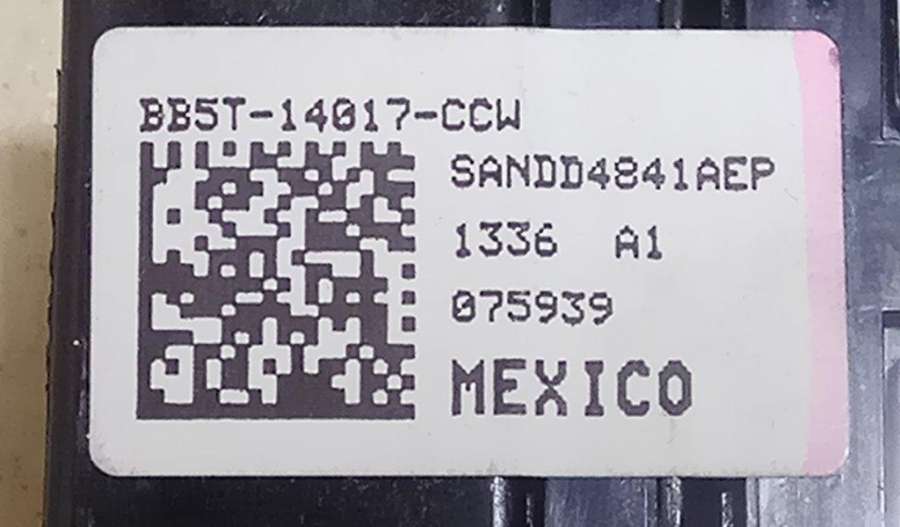 BB5T-14017-CCW
SANDD4841AEP
1336 A1
075939
MEXICO